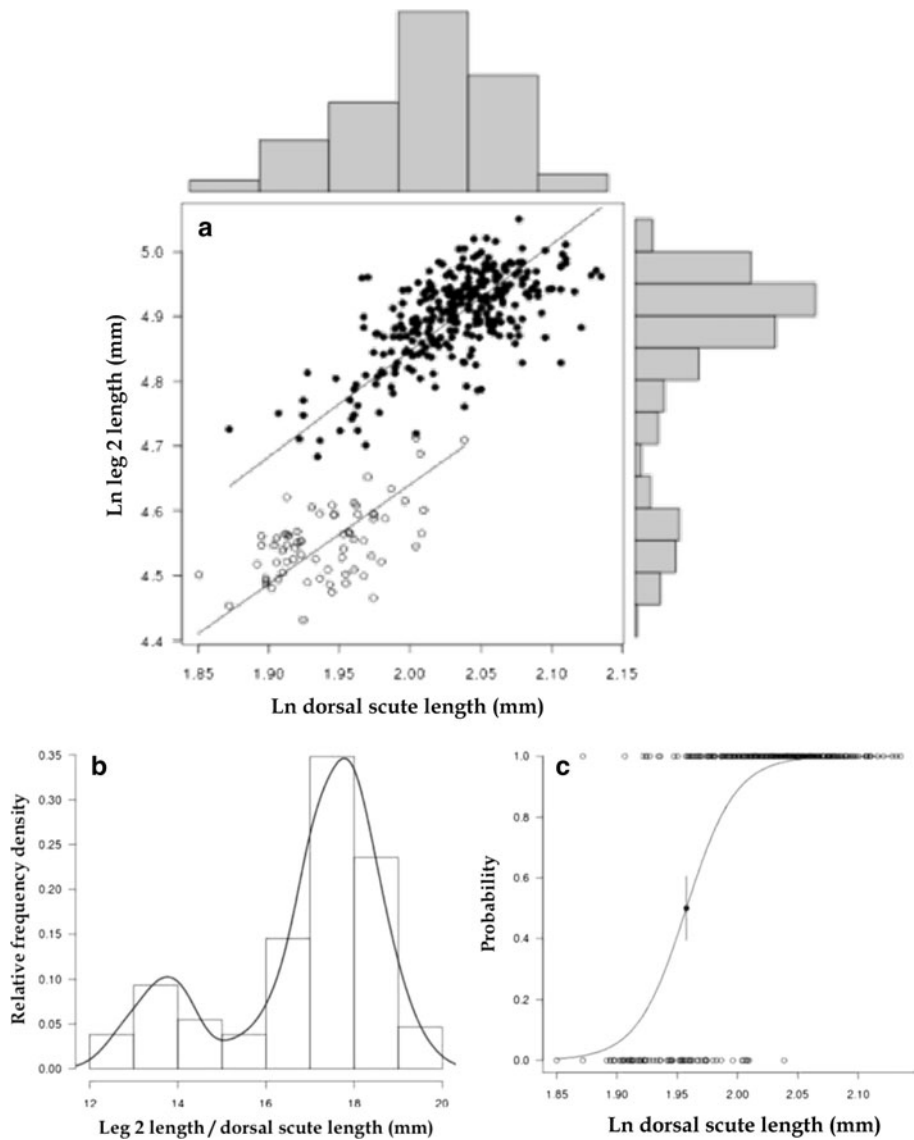 a
5.0
4.9
4.8
4.7
4.6
4.5
4.4
Ln leg 2 length (mm)
1.85 1.90 1.95 2.00 2.05 2.10 2.15
Ln dorsal scute length (mm)
b
0.35
0.30
0.25
0.20
0.15
0.10
0.05
0.00
Relative frequency density
12 14 16 18 20
Leg 2 length / dorsal scute length (mm)
c
1.0
0.8
0.6
0.4
0.2
0.0
Probability
1.85 1.90 1.95 2.00 2.05 2.10
Ln dorsal scute length (mm)